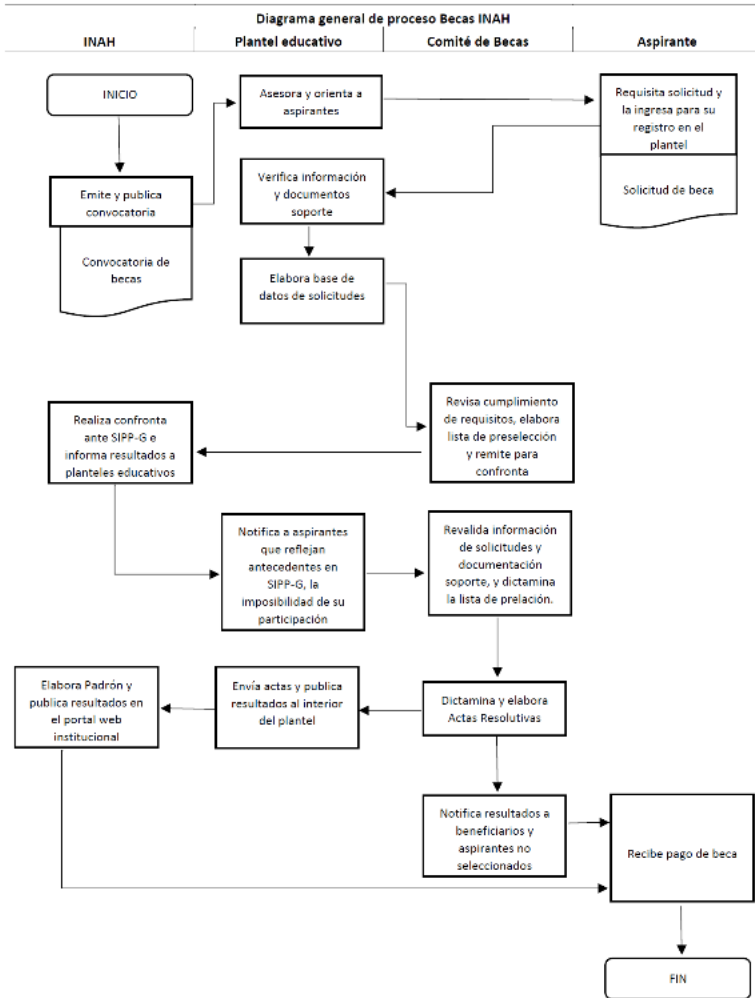 Diagrama general de proceso Becas INAH
INAH
Plantel educativo
Comité de Becas
Aspirante
INICIO
Asesora y orienta a
aspirantes
Requisita solicitud y
la ingresa para su
registro en el
plantel
Solicitud de beca
Emite y publica
convocatoria
Convocatoria de
becas
Verifica información
y documentos
soporte
Elabora base de
datos de solicitudes
Revisa cumplimiento
de requisitos, elabora
lista de preselección
y remite para
confronta
Realiza confronta
ante SIPP-G e
informa resultados a
planteles educativos
Notifica a aspirantes
que reflejan
antecedentes en
SIPP-G, la
imposibilidad de su
participación
Revalida información
de solicitudes y
documentación
soporte, y dictamina
la lista de prelación.
Dictamina y elabora
Actas Resolutivas
Envía actas y publica
resultados al interior
del plantel
Elabora Padrón y
publica resultados en
el portal web
institucional
Notifica resultados a
beneficiarios y
aspirantes no
seleccionados
Recibe pago de beca
FIN